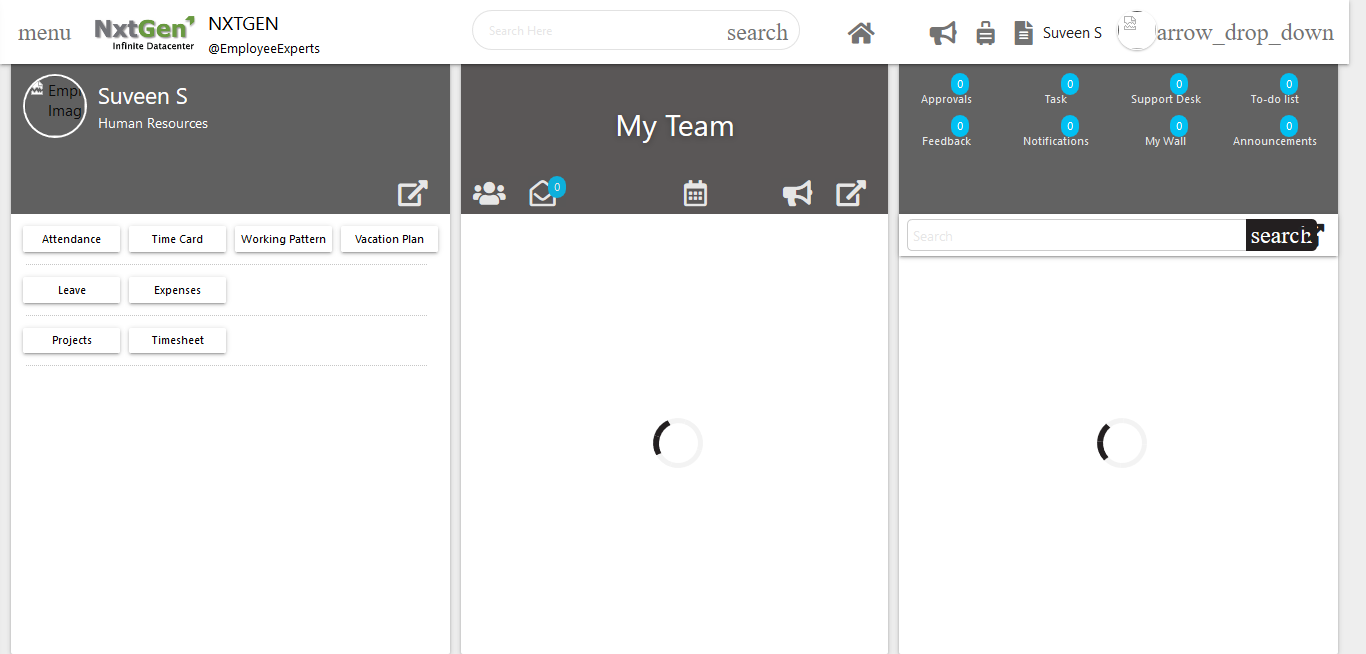 menu
NxtGen
Infinite Datacenter
NXTGEN
@EmployeeExperts
Search Here
search
Suveen S
arrow_drop_down
Suveen S
Human Resources
Attendance
Time Card
Working Pattern
Vacation Plan
Leave
Expenses
Projects
Timesheet
My Team
0
0
Approvals
0
Task
0
Support Desk
0
To-do list
0
Feedback
0
Notifications
0
My Wall
0
Announcements
Search
search